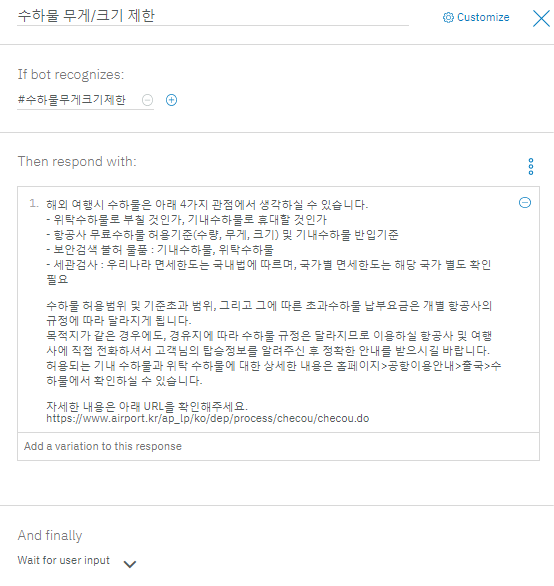 수하물 무게/크기 제한
Customize
If bot recognizes:
#수하물무게크기제한
Then respond with:
1. 해외 여행시 수하물은 아래 4가지 관점에서 생각하실 수 있습니다.
- 위탁수하물로 부칠 것인가, 기내수하물로 휴대할 것인가
- 항공사 무료수하물 허용기준(수량, 무게, 크기) 및 기내수하물 반입기준
- 보안검색 불허 물품 : 기내수하물, 위탁수하물
- 세관검사 : 우리나라 면세한도는 국내법에 따르며, 국가별 면세한도는 해당 국가 별도 확인
필요
수하물 허용범위 및 기준초과 범위, 그리고 그에 따른 초과수하물 납부요금은 개별 항공사의
규정에 따라 달라지게 됩니다.
목적지가 같은 경우에도, 경유지에 따라 수하물 규정은 달라지므로 이용하실 항공사 및 여행
사에 직접 전화하셔서 고객님의 탑승정보를 알려주신 후 정확한 안내를 받으시길 바랍니다.
허용되는 기내 수하물과 위탁 수하물에 대한 상세한 내용은 홈페이지>공항이용안내>출국>수
하물에서 확인하실 수 있습니다.
자세한 내용은 아래 URL을 확인해주세요.
https://www.airport.kr/ap_lp/ko/dep/process/checou/checou.do
Add a variation to this response
And finally
Wait for user input